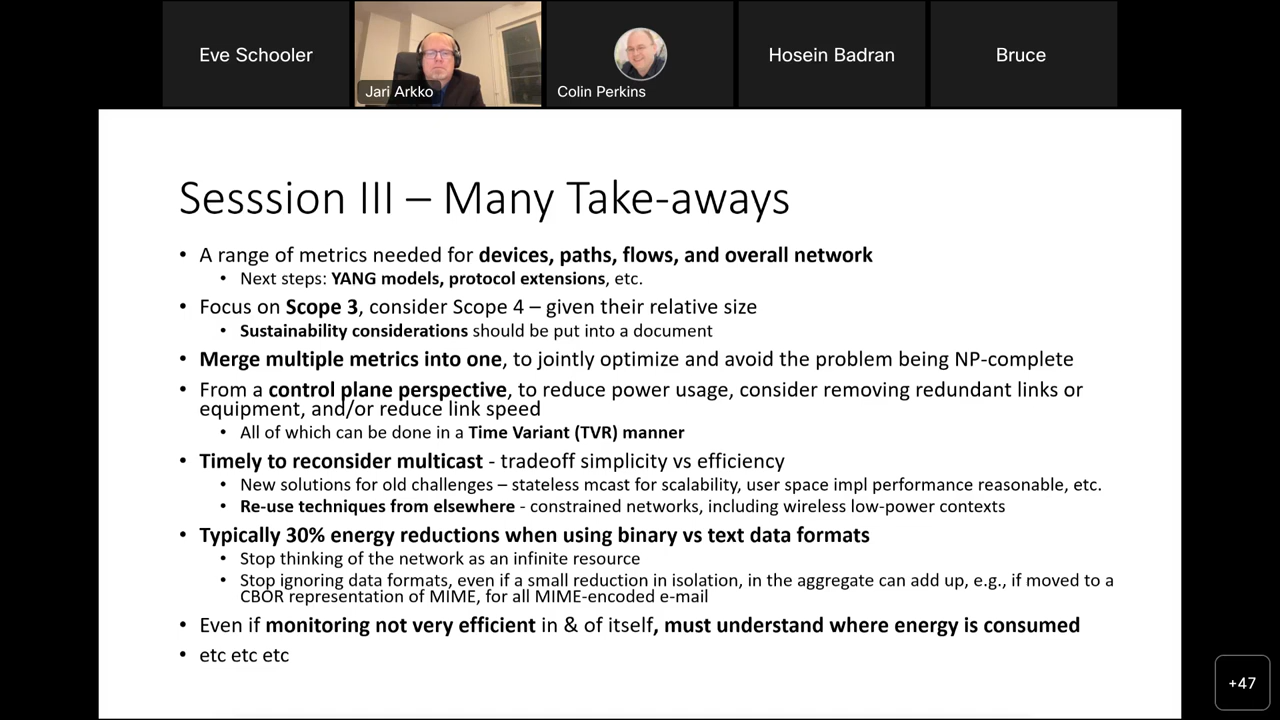 Eve Schooler
Jari Arkko
Colin Perkins
Hosein Badran
Bruce
Sesssion III – Many Take-aways
• A range of metrics needed for devices, paths, flows, and overall network
• Next steps: YANG models, protocol extensions, etc.
• Focus on Scope 3, consider Scope 4 – given their relative size
• Sustainability considerations should be put into a document
• Merge multiple metrics into one, to jointly optimize and avoid the problem being NP-complete
• From a control plane perspective, to reduce power usage, consider removing redundant links or
equipment, and/or reduce link speed
• All of which can be done in a Time Variant (TVR) manner
• Timely to reconsider multicast - tradeoff simplicity vs efficiency
• New solutions for old challenges – stateless mcast for scalability, user space impl performance reasonable, etc.
• Re-use techniques from elsewhere - constrained networks, including wireless low-power contexts
• Typically 30% energy reductions when using binary vs text data formats
• Stop thinking of the network as an infinite resource
• Stop ignoring data formats, even if a small reduction in isolation, in the aggregate can add up, e.g., if moved to a
CBOR representation of MIME, for all MIME-encoded e-mail
• Even if monitoring not very efficient in & of itself, must understand where energy is consumed
• etc etc etc
+47